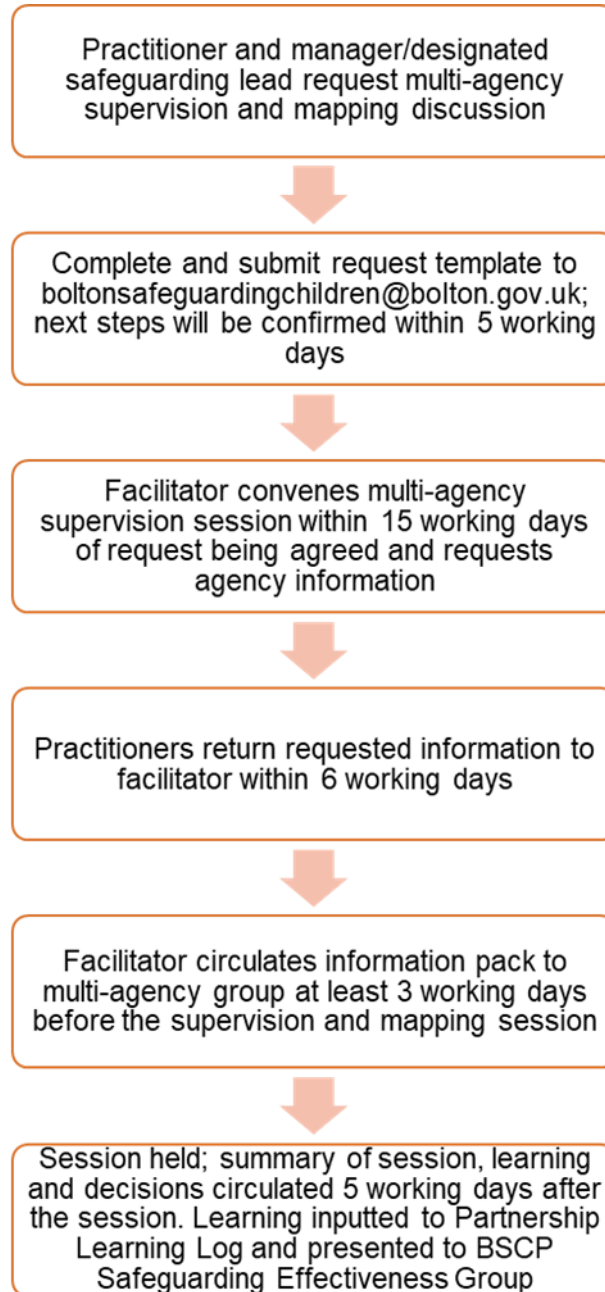 Practitioner and manager/designated
safeguarding lead request multi-agency
supervision and mapping discussion
Complete and submit request template to
boltonsafeguardingchildren@bolton.gov.uk;
next steps will be confirmed within 5 working
days
Facilitator convenes multi-agency
supervision session within 15 working days
of request being agreed and requests
agency information
Practitioners return requested information to
facilitator within 6 working days
Facilitator circulates information pack to
multi-agency group at least 3 working days
before the supervision and mapping session
Session held; summary of session, learning
and decisions circulated 5 working days after
the session. Learning inputted to Partnership
Learning Log and presented to BSCP
Safeguarding Effectiveness Group